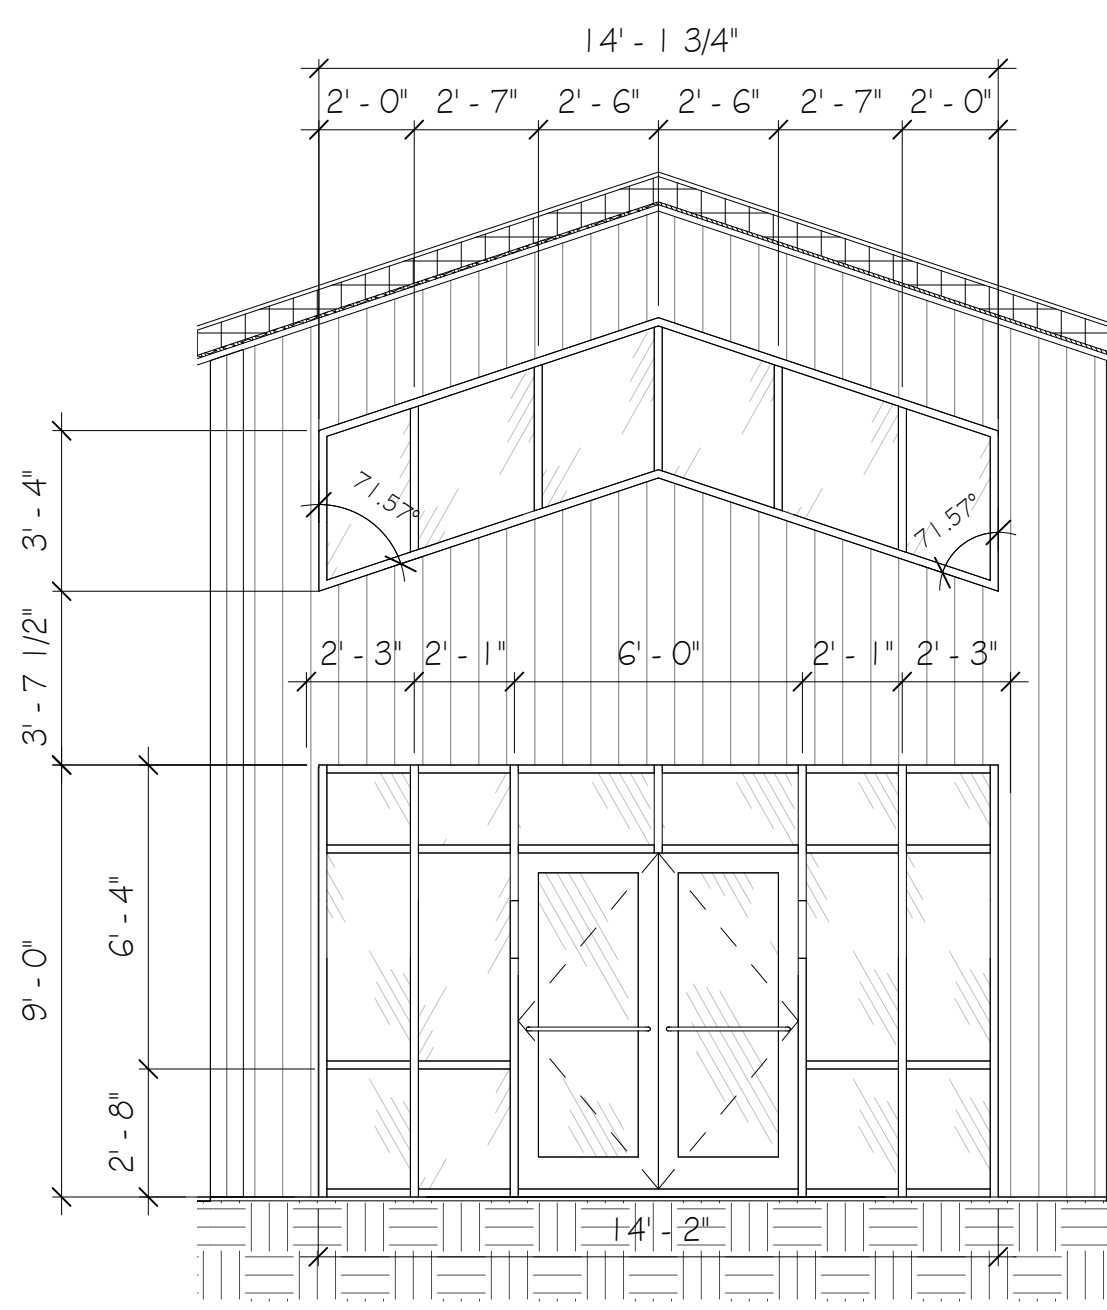 14' - 1 3/4"
2' - 0" 2' - 7" 2' - 6" 2' - 6" 2' - 7" 2' - 0"
3' - 4"
71.57°
71.57°
3' - 7 1/2"
2' - 3" 2' - 1" 6' - 0" 2' - 1" 2' - 3"
6' - 4"
9' - 0"
2' - 8"
14' - 2"